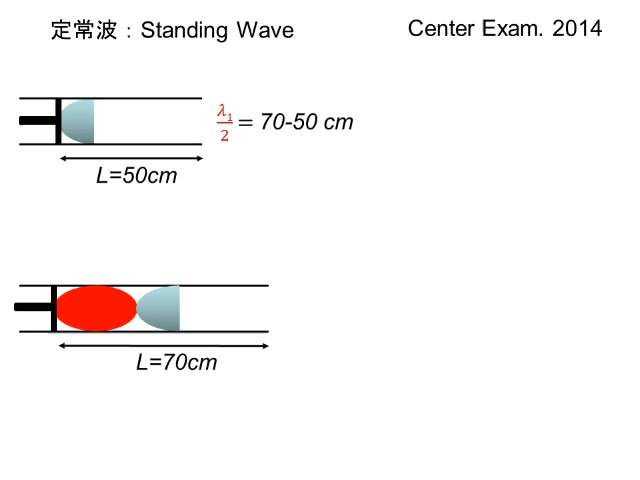 定常波：Standing Wave
Center Exam. 2014
λ₁/2 = 70-50 cm
L=50cm
L=70cm